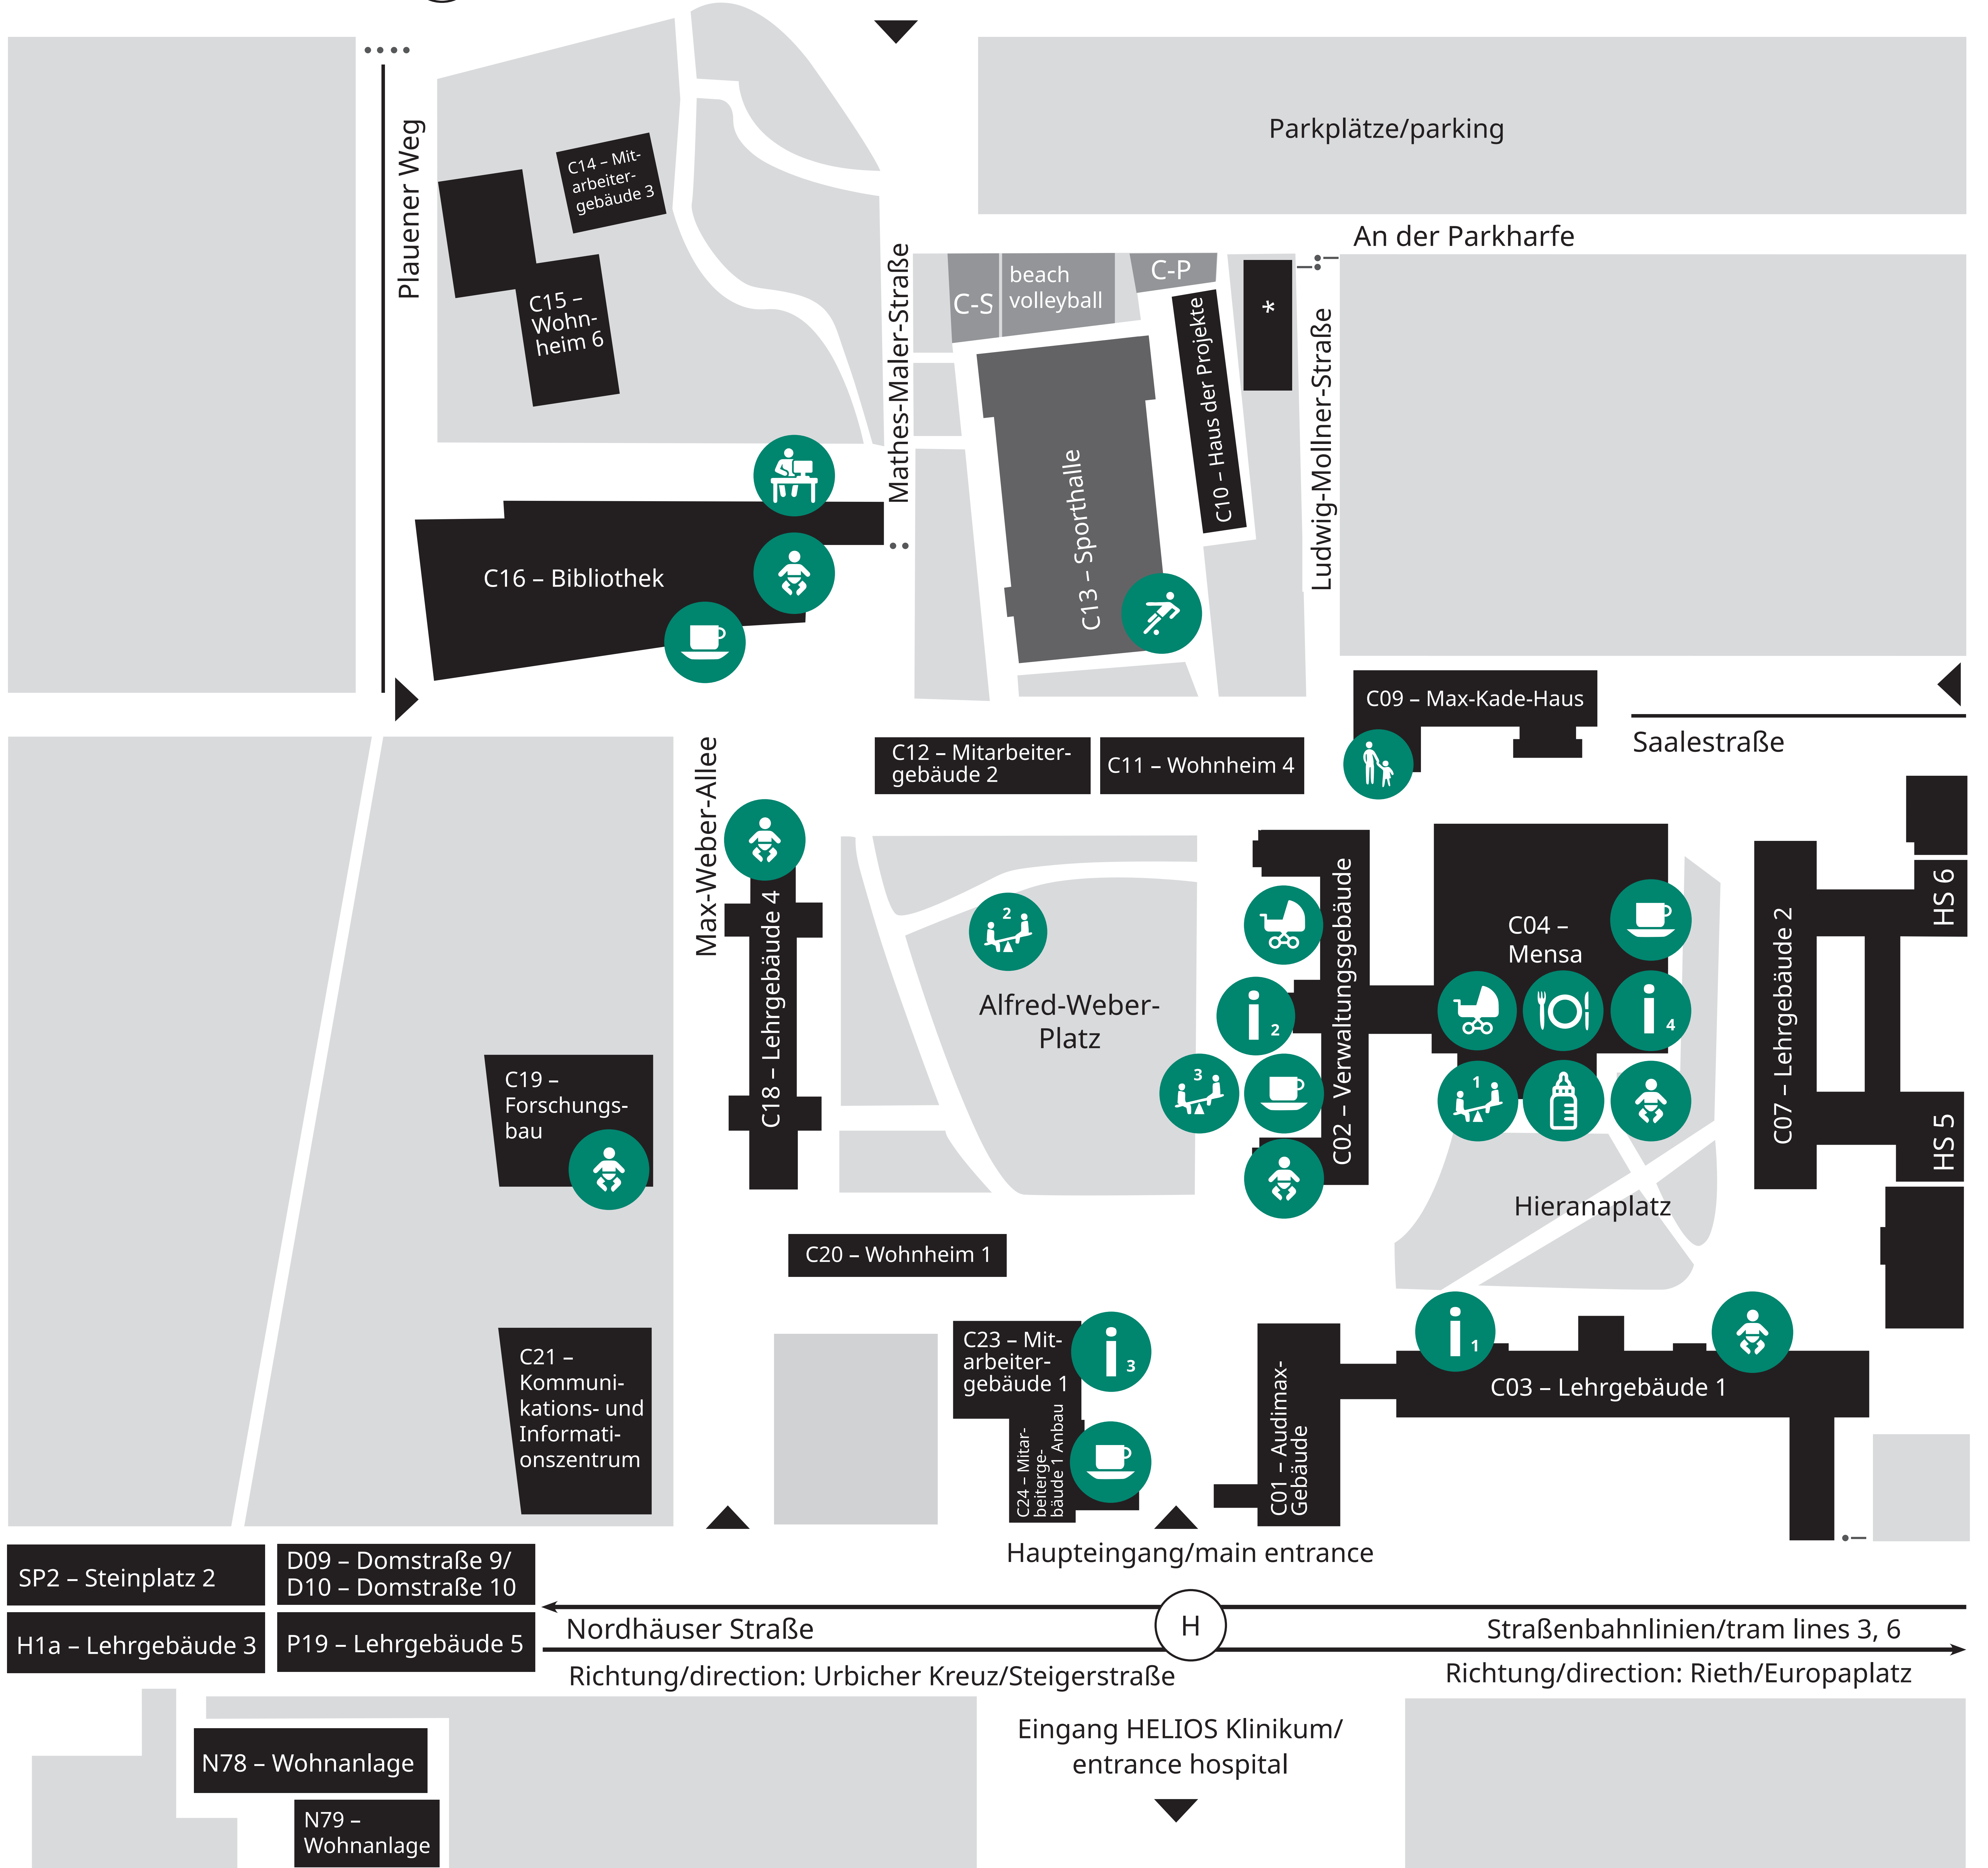 Parkplätze/parking
Plauener Weg
C14 – Mit-
arbeiter-
gebäude 3
An der Parkharfe
C15 –
Wohn-
heim 6
Mathes-Maler-Straße
C-S
beach
volleyball
C-P
C10 – Haus der Projekte
*
Ludwig-Mollner-Straße
C13 – Sporthalle
C16 – Bibliothek
C09 – Max-Kade-Haus
Saalestraße
C12 – Mitarbeiter-
gebäude 2
C11 – Wohnheim 4
Max-Weber-Allee
C18 – Lehrgebäude 4
2
Alfred-Weber-
Platz
C02 – Verwaltungsgebäude
i 2
3
C04 –
Mensa
i 4
1
C07 – Lehrgebäude 2
HS 6
HS 5
C19 –
Forschungs-
bau
Hieranaplatz
C20 – Wohnheim 1
C21 –
Kommuni-
kations- und
Informati-
onszentrum
C23 – Mit-
arbeiter-
gebäude 1
i 3
C24 – Mitar-
beiterge-
bäude 1 Anbau
C01 – Audimax-
Gebäude
i 1
C03 – Lehrgebäude 1
Haupteingang/main entrance
SP2 – Steinplatz 2
D09 – Domstraße 9/
D10 – Domstraße 10
H1a – Lehrgebäude 3
P19 – Lehrgebäude 5
Nordhäuser Straße
H
Straßenbahnlinien/tram lines 3, 6
Richtung/direction: Urbicher Kreuz/Steigerstraße
Richtung/direction: Rieth/Europaplatz
Eingang HELIOS Klinikum/
entrance hospital
N78 – Wohnanlage
N79 –
Wohnanlage